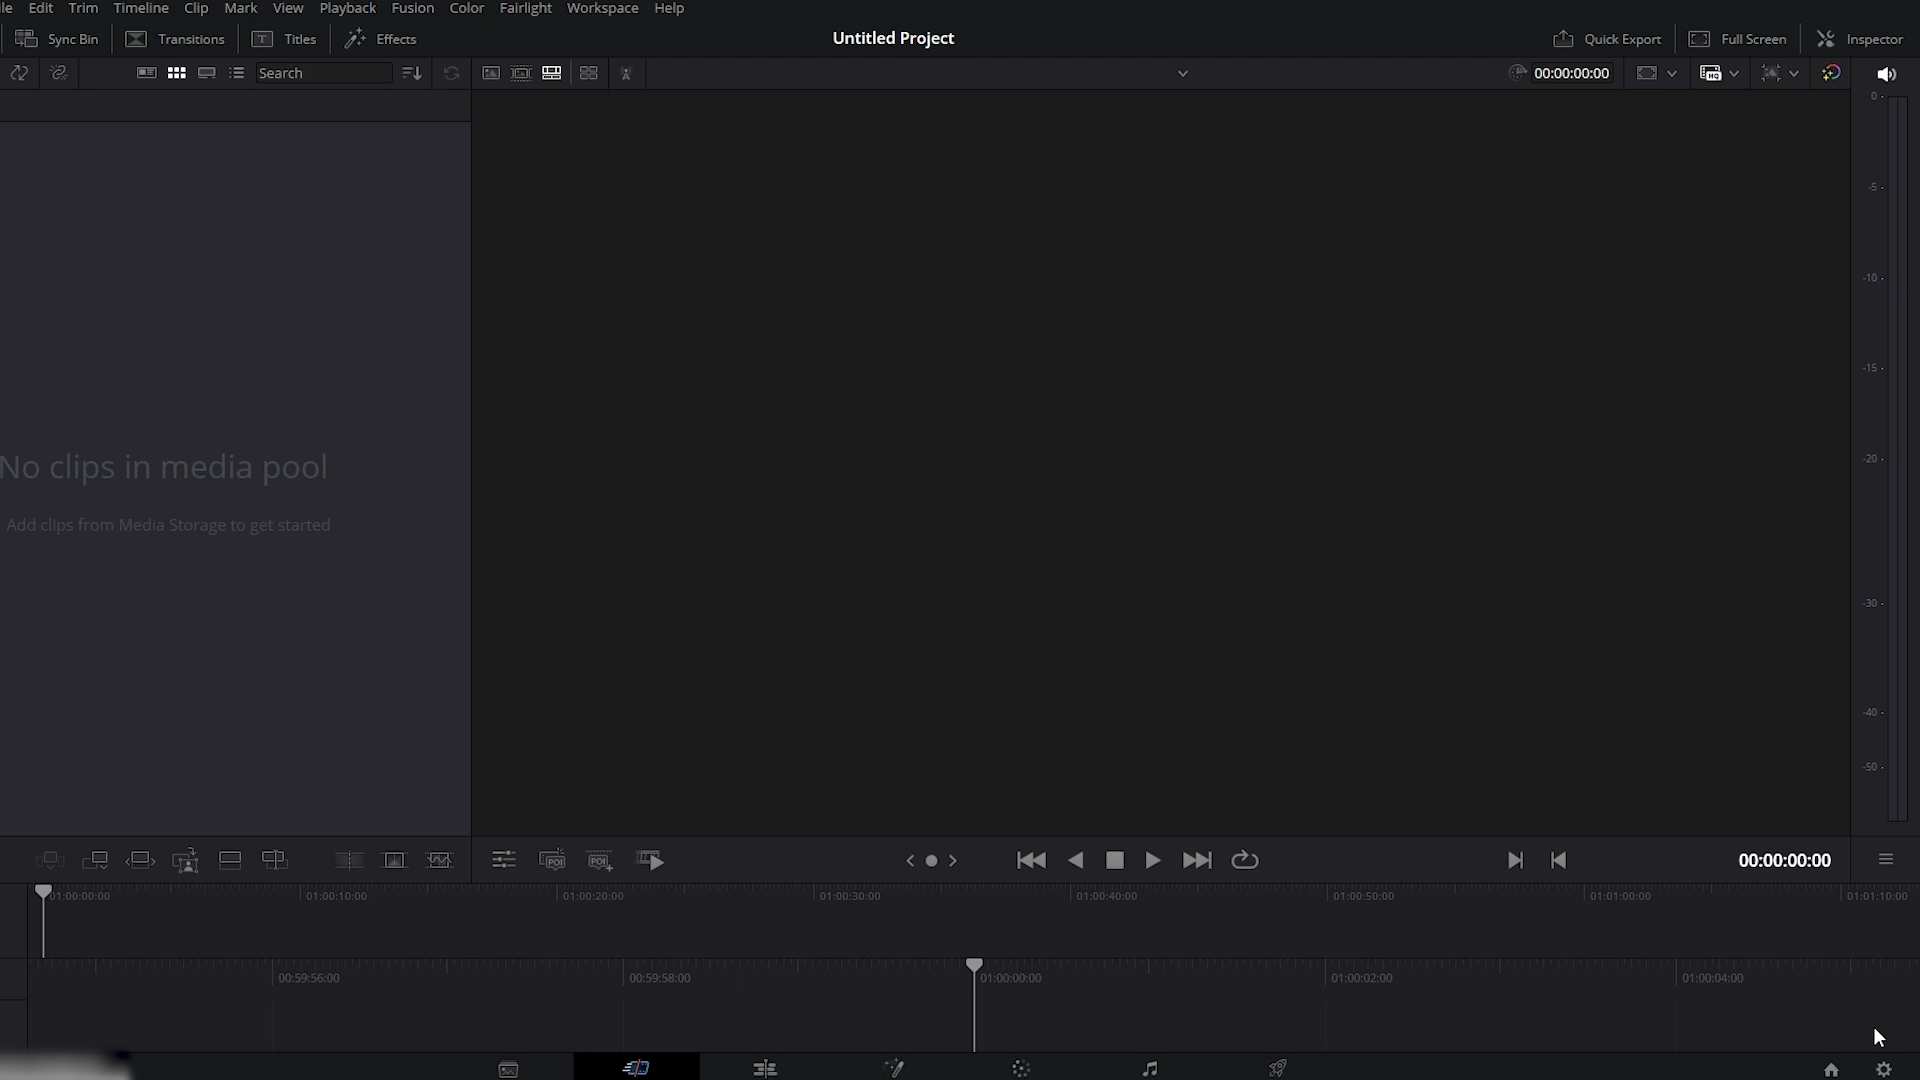 le Edit Trim Timeline Clip Mark View Playback Fusion Color Fairlight Workspace Help
Sync Bin Transitions Titles Effects Untitled Project Quick Export Full Screen Inspector
Search 00:00:00:00
0
-5
-10
-15
-20
-30
-40
-50
No clips in media pool
Add clips from Media Storage to get started
POI POI 00:00:00:00
01:00:00:00 01:00:10:00 01:00:20:00 01:00:30:00 01:00:40:00 01:00:50:00 01:01:00:00 01:01:10:00
00:59:56:00 00:59:58:00 01:00:00:00 01:00:02:00 01:00:04:00